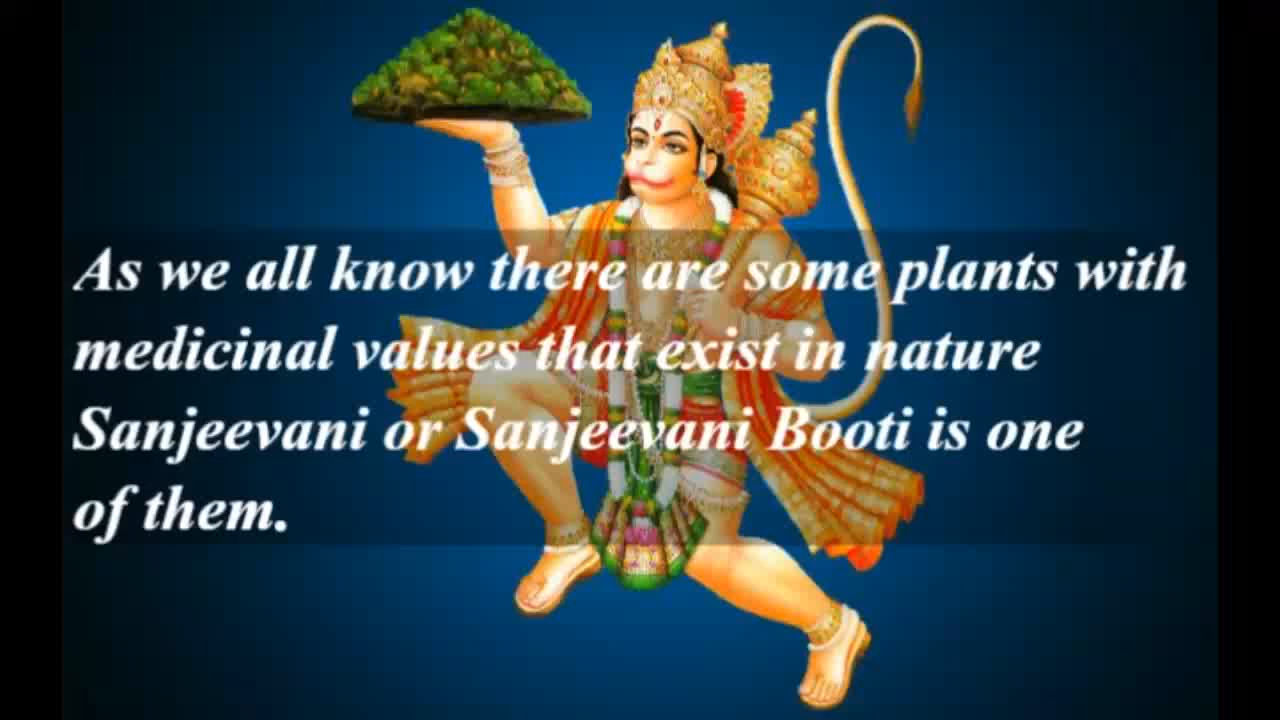 As we all know there are some plants with
medicinal values that exist in nature
Sanjeevani or Sanjeevani Booti is one
of them.